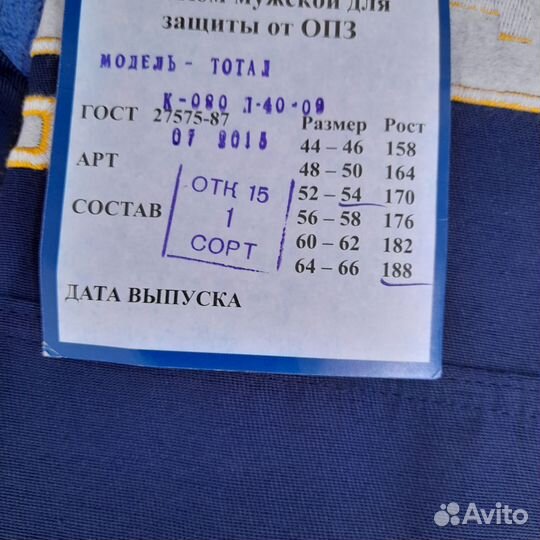 мужской для
защиты от ОПЗ
МОДЕЛЬ - ТОТАЛ
К-080 Л-40-09
ГОСТ 27575-87
07 2015
АРТ
СОСТАВ
ОТК 15
1
СОРТ
ДАТА ВЫПУСКА
Размер Рост
44 – 46 158
48 – 50 164
52 – 54 170
56 – 58 176
60 – 62 182
64 – 66 188
Avito